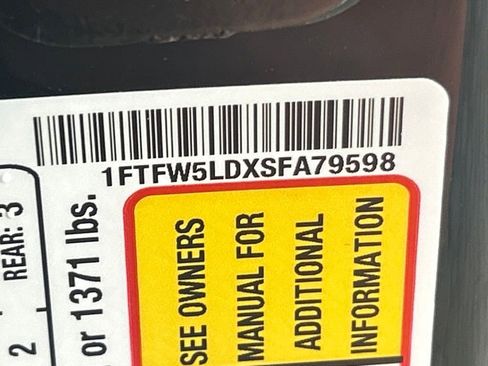 1FTFW5LDXSFA79598
REAR: 3
2
or 1371 lbs.
SEE OWNERS
MANUAL FOR
ADDITIONAL
INFORMATION